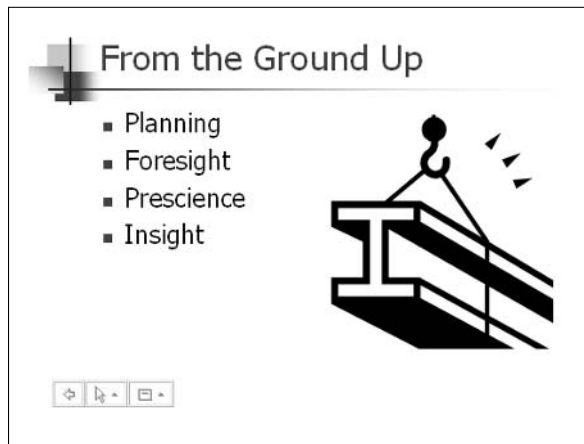 From the Ground Up
Planning
Foresight
Prescience
Insight